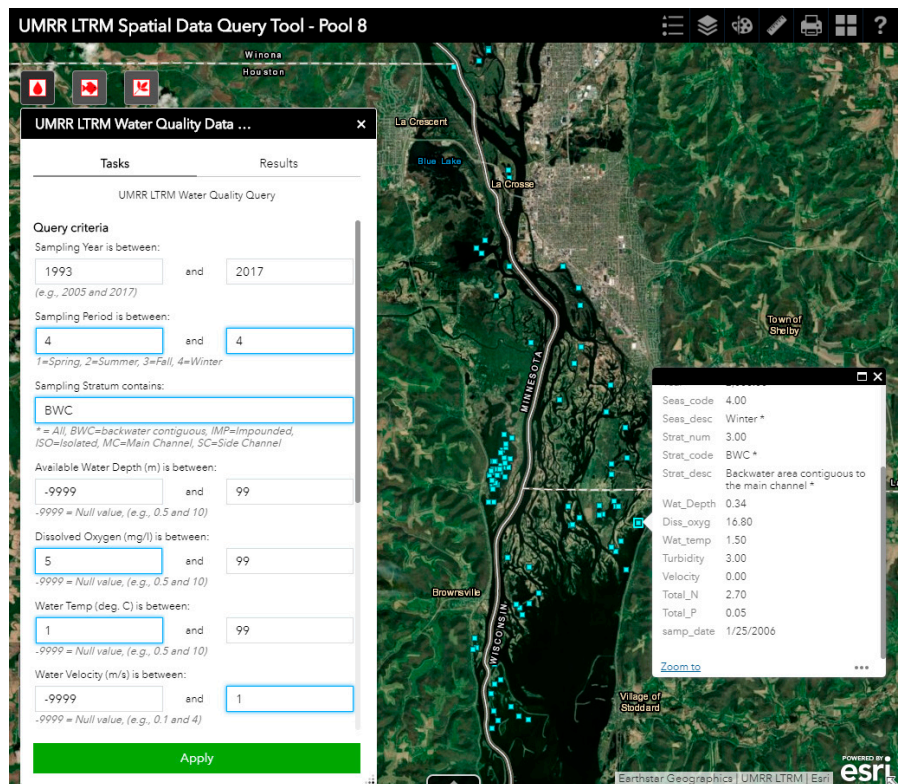 UMRR LTRM Spatial Data Query Tool - Pool 8
?
Winona
Houston
UMRR LTRM Water Quality Data ...
Tasks
Results
UMRR LTRM Water Quality Query
Query criteria
Sampling Year is between:
1993 and 2017
(e.g., 2005 and 2017)
Sampling Period is between:
4 and 4
1=Spring, 2=Summer, 3=Fall, 4=Winter
Sampling Stratum contains:
BWC
* = All, BWC=backwater contiguous, IMP=Impounded,
ISO=Isolated, MC=Main Channel, SC=Side Channel
Available Water Depth (m) is between:
-9999 and 99
-9999 = Null value, (e.g., 0.5 and 10)
Dissolved Oxygen (mg/l) is between:
5 and 99
-9999 = Null value, (e.g., 0.5 and 10)
Water Temp (deg. C) is between:
1 and 99
-9999 = Null value, (e.g., 0.5 and 10)
Water Velocity (m/s) is between:
-9999 and 1
-9999 = Null value, (e.g., 0.1 and 4)
Apply
La Crescent
Blue Lake
La Crosse
Town of
Shelby
MINNESOTA
WISCONSIN
Brownsville
Village of
Stoddard
Seas_code 4.00
Seas_desc Winter *
Strat_num 3.00
Strat_code BWC *
Strat_desc Backwater area contiguous to
the main channel *
Wat_Depth 0.34
Diss_oxyg 16.80
Wat_temp 1.50
Turbidity 3.00
Velocity 0.00
Total_N 2.70
Total_P 0.05
samp_date 1/25/2006
Zoom to
Earthstar Geographics | UMRR LTRM | Esri
POWERED BY
esri